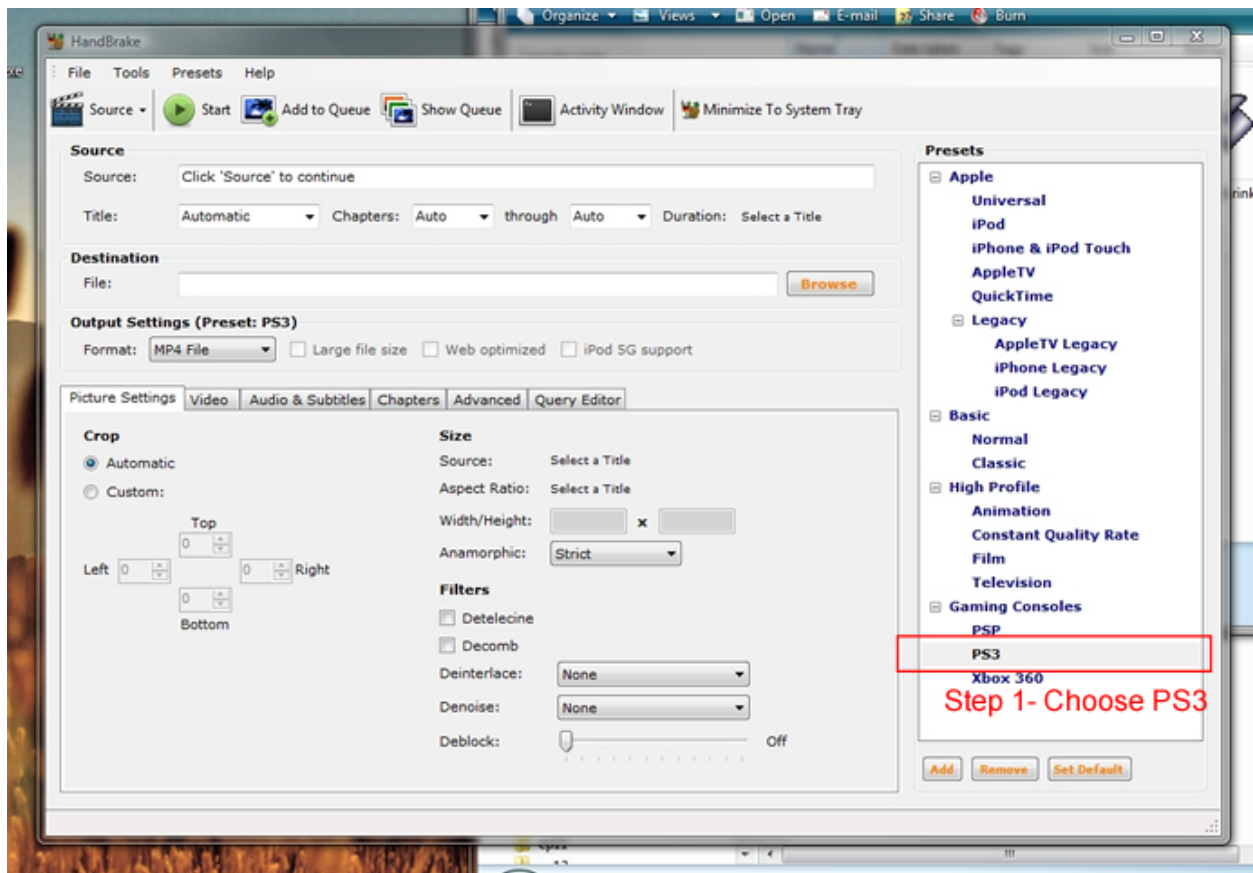 Organize Views Open E-mail Share Burn
HandBrake
File Tools Presets Help
Source Start Add to Queue Show Queue Activity Window Minimize To System Tray
Source
Source: Click 'Source' to continue
Title: Automatic Chapters: Auto through Auto Duration: Select a Title
Destination
File: Browse
Output Settings (Preset: PS3)
Format: MP4 File Large file size Web optimized iPod 5G support
Picture Settings Video Audio & Subtitles Chapters Advanced Query Editor
Crop
Automatic
Custom:
Top
0
Left 0 0 Right
0
Bottom
Size
Source: Select a Title
Aspect Ratio: Select a Title
Width/Height: x
Anamorphic: Strict
Filters
Detelecine
Decomb
Deinterlace: None
Denoise: None
Deblock: Off
Presets
Apple
Universal
iPod
iPhone & iPod Touch
AppleTV
QuickTime
Legacy
AppleTV Legacy
iPhone Legacy
iPod Legacy
Basic
Normal
Classic
High Profile
Animation
Constant Quality Rate
Film
Television
Gaming Consoles
PSP
PS3
Xbox 360
Step 1- Choose PS3
Add Remove Set Default